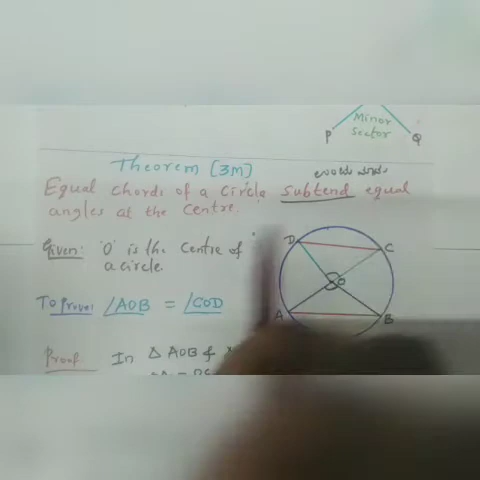 Minor
Sector
P
Q
Theorem [3M]
Equal chords of a circle subtend equal
angles at the centre.
Given: 'O' is the centre of
a circle.
D
C
O
A
B
To prove: ∠AOB = ∠COD
Proof In △ AOB &